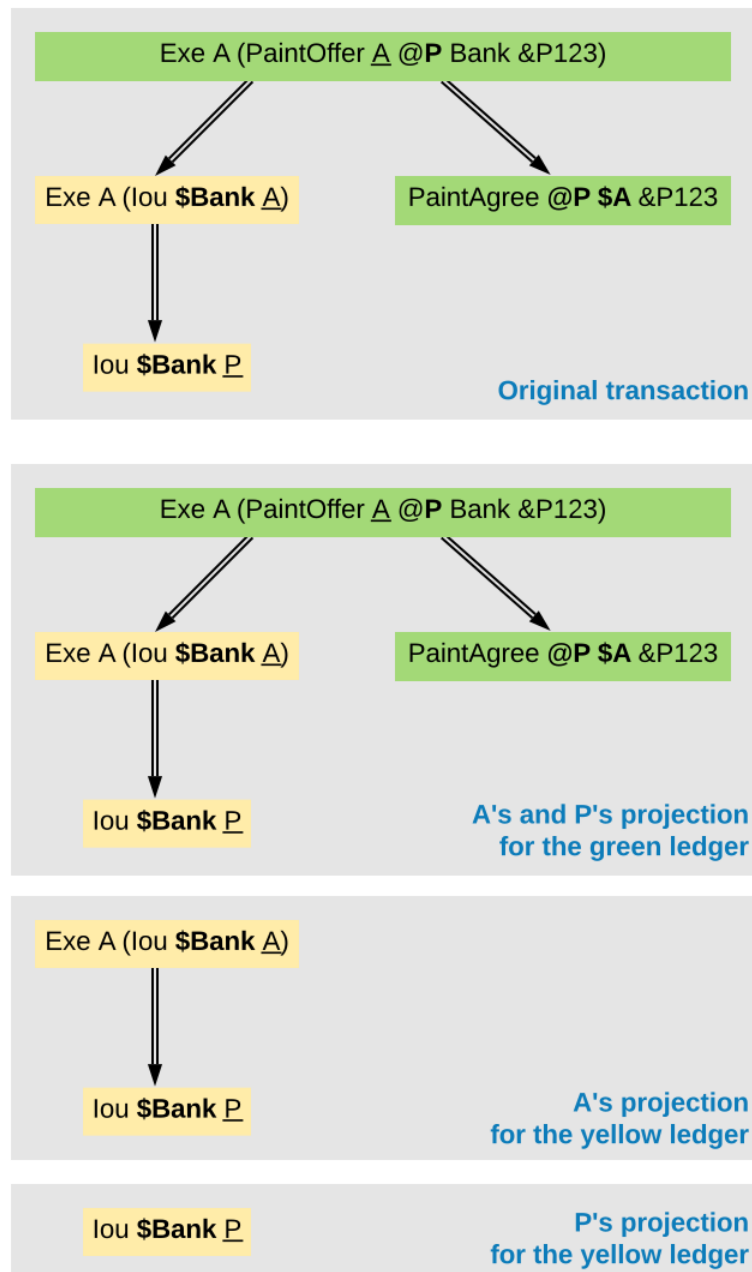 Exe A (PaintOffer A @P Bank &P123)
Exe A (Iou $Bank A)
PaintAgree @P $A &P123
Iou $Bank P
Original transaction
Exe A (PaintOffer A @P Bank &P123)
Exe A (Iou $Bank A)
PaintAgree @P $A &P123
Iou $Bank P
A's and P's projection
for the green ledger
Exe A (Iou $Bank A)
Iou $Bank P
A's projection
for the yellow ledger
Iou $Bank P
P's projection
for the yellow ledger